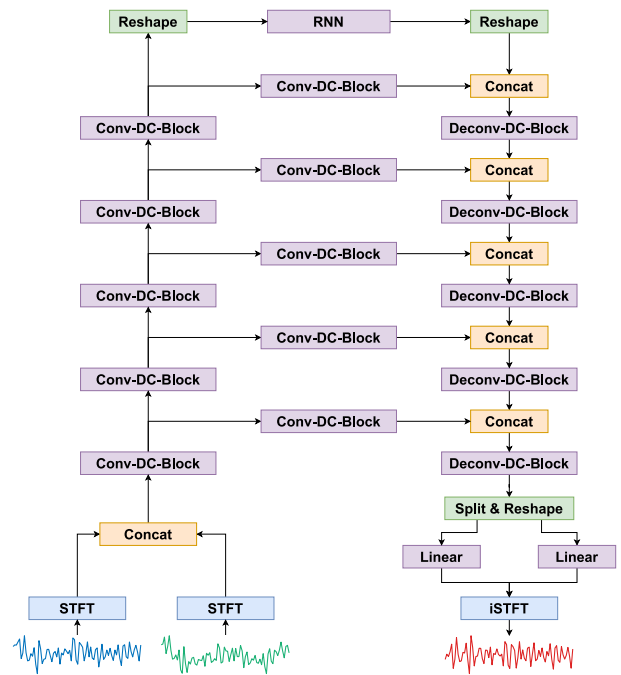 Reshape
RNN
Reshape
Conv-DC-Block
Concat
Conv-DC-Block
Deconv-DC-Block
Conv-DC-Block
Concat
Conv-DC-Block
Deconv-DC-Block
Conv-DC-Block
Concat
Conv-DC-Block
Deconv-DC-Block
Conv-DC-Block
Concat
Conv-DC-Block
Deconv-DC-Block
Conv-DC-Block
Concat
Conv-DC-Block
Deconv-DC-Block
Split & Reshape
Concat
Linear
Linear
STFT
STFT
iSTFT